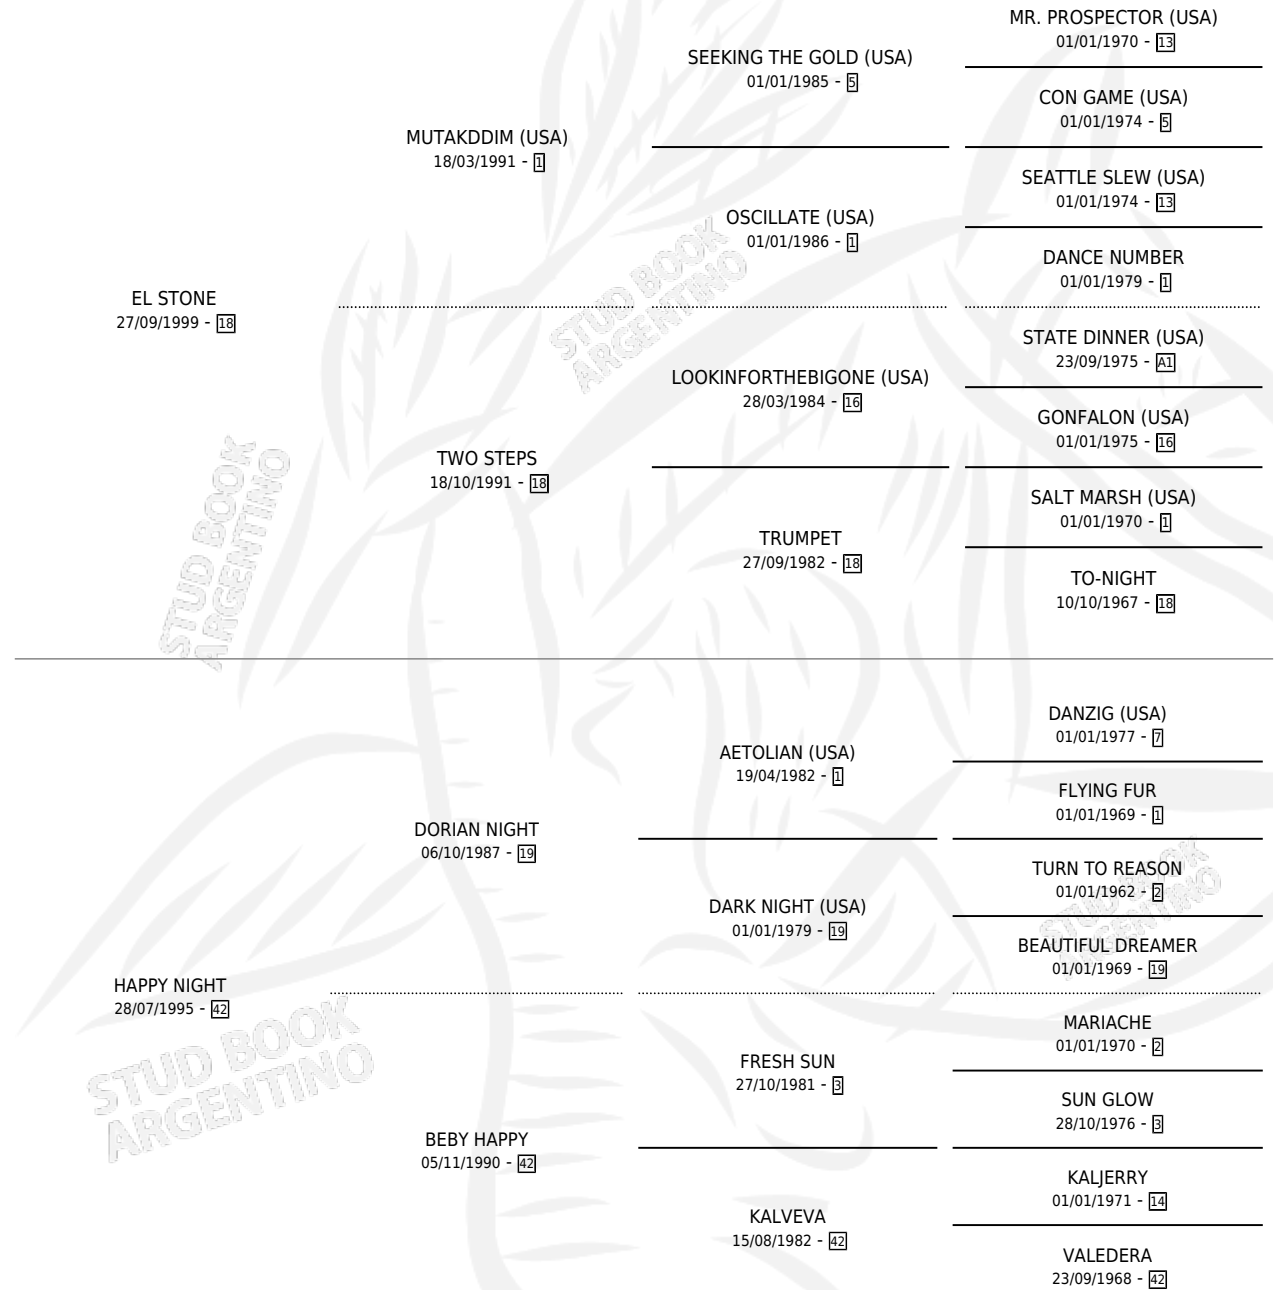 MR. PROSPECTOR (USA)
01/01/1970 - 13
SEEKING THE GOLD (USA)
01/01/1985 - 5
CON GAME (USA)
01/01/1974 - 5
MUTAKDDIM (USA)
18/03/1991 - 1
SEATTLE SLEW (USA)
01/01/1974 - 13
OSCILLATE (USA)
01/01/1986 - 1
DANCE NUMBER
01/01/1979 - 1
EL STONE
27/09/1999 - 18
STUD BOOK
ARGENTINO
STATE DINNER (USA)
23/09/1975 - A1
LOOKINFORTHEBIGONE (USA)
28/03/1984 - 16
GONFALON (USA)
01/01/1975 - 16
TWO STEPS
18/10/1991 - 18
SALT MARSH (USA)
01/01/1970 - 1
TRUMPET
27/09/1982 - 18
TO-NIGHT
10/10/1967 - 18
STUD BOOK
ARGENTINO
DANZIG (USA)
01/01/1977 - 7
AETOLIAN (USA)
19/04/1982 - 1
FLYING FUR
01/01/1969 - 1
DORIAN NIGHT
06/10/1987 - 19
TURN TO REASON
01/01/1962 - 2
DARK NIGHT (USA)
01/01/1979 - 19
STUD BOOK
ARGENTINO
BEAUTIFUL DREAMER
01/01/1969 - 19
HAPPY NIGHT
28/07/1995 - 42
MARIACHE
01/01/1970 - 2
FRESH SUN
27/10/1981 - 3
STUD BOOK
ARGENTINO
SUN GLOW
28/10/1976 - 3
BEBY HAPPY
05/11/1990 - 42
KALJERRY
01/01/1971 - 14
KALVEVA
15/08/1982 - 42
VALEDERA
23/09/1968 - 42